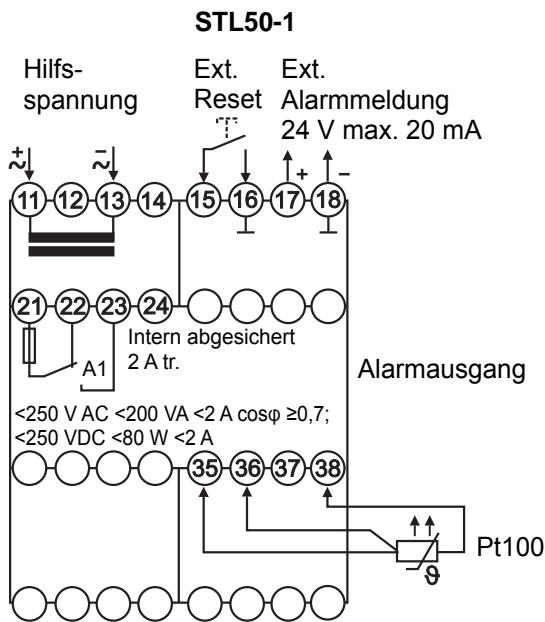 STL50-1
Hilfs-
spannung
Ext.
Reset
Ext.
Alarmmeldung
24 V max. 20 mA
+
~
–
~
+
–
11 12 13 14 15 16 17 18
21 22 23 24
Intern abgesichert
2 A tr.
A1
Alarmausgang
<250 V AC <200 VA <2 A cosφ ≥0,7;
<250 VDC <80 W <2 A
35 36 37 38
Pt100
ϑ